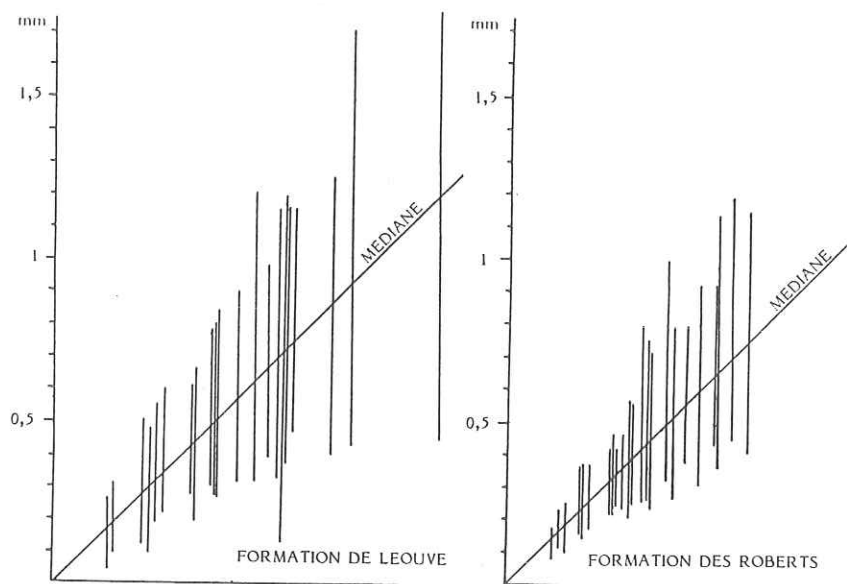 mm
1,5
1
0,5
MEDIANE
FORMATION DE LEOUVE
mm
1,5
1
0,5
MEDIANE
FORMATION DES ROBERTS